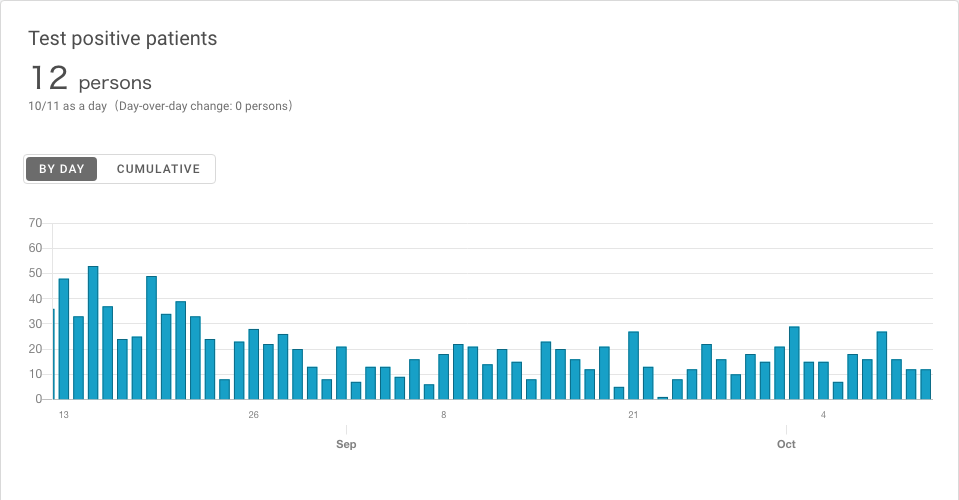 Test positive patients
12 persons
10/11 as a day（Day-over-day change: 0 persons）
BY DAY CUMULATIVE
70
60
50
40
30
20
10
0
13 26 8 21 4
Sep Oct